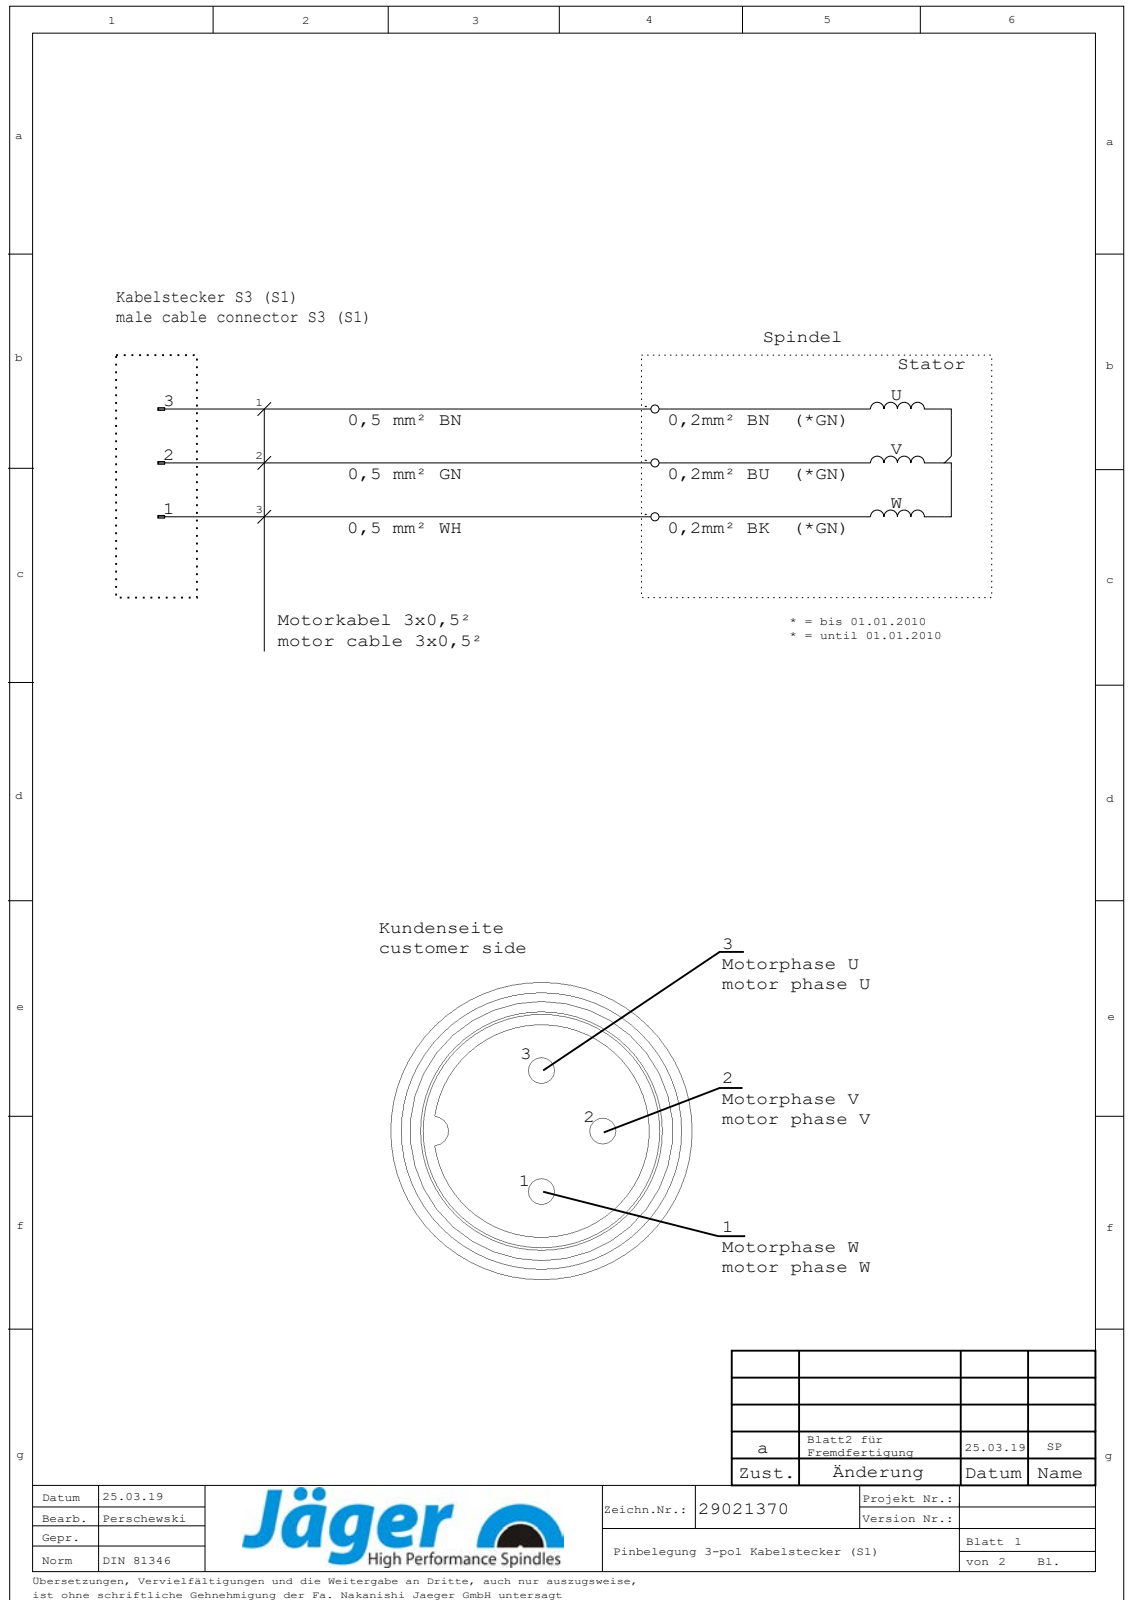 1 2 3 4 5 6
a a
Kabelstecker S3 (S1)
male cable connector S3 (S1)
Spindel
b b
Stator
3 1 U
0,5 mm² BN 0,2mm² BN (*GN)
2 2 V
0,5 mm² GN 0,2mm² BU (*GN)
1 3 W
0,5 mm² WH 0,2mm² BK (*GN)
c c
Motorkabel 3x0,5²
motor cable 3x0,5²
* = bis 01.01.2010
* = until 01.01.2010
d d
Kundenseite
customer side
3
Motorphase U
motor phase U
e e
3
2
Motorphase V
motor phase V
2
1
f f
1
Motorphase W
motor phase W
g g
a Blatt2 für Fremdfertigung 25.03.19 SP
Zust. Änderung Datum Name
Datum 25.03.19
Bearb. Perschewski
Gepr.
Norm DIN 81346
Jäger
High Performance Spindles
Zeichn.Nr.: 29021370
Projekt Nr.:
Version Nr.:
Pinbelegung 3-pol Kabelstecker (S1)
Blatt 1
von 2 Bl.
Übersetzungen, Vervielfältigungen und die Weitergabe an Dritte, auch nur auszugsweise,
ist ohne schriftliche Gehnehmigung der Fa. Nakanishi Jaeger GmbH untersagt